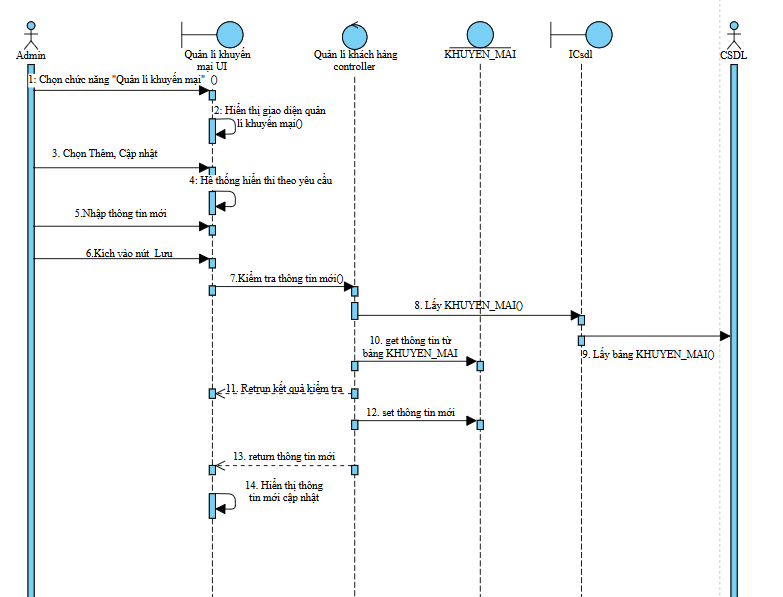 Admin
Quản lí khuyến
mại UI
Quản lí khách hàng
controller
KHUYEN_MAI
ICsdl
CSDL
1: Chọn chức năng "Quản lí khuyến mại" ()
2: Hiển thị giao diện quản
lí khuyến mại()
3. Chọn Thêm, Cập nhật
4: Hê thống hiển thi theo yêu cầu
5.Nhập thông tin mới
6.Kích vào nút Lưu
7.Kiểm tra thông tin mới()
8. Lấy KHUYEN_MAI()
9. Lấy bảng KHUYEN_MAI()
10. get thông tin từ
bảng KHUYEN_MAI
11. Retrun kết quả kiểm tra
12. set thông tin mới
13. return thông tin mới
14. Hiển thị thông
tin mới cập nhật